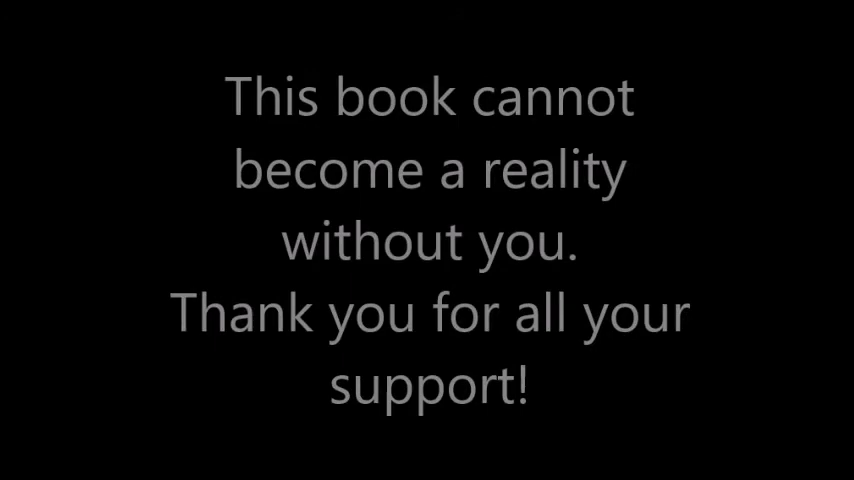 This book cannot
become a reality
without you.
Thank you for all your
support!